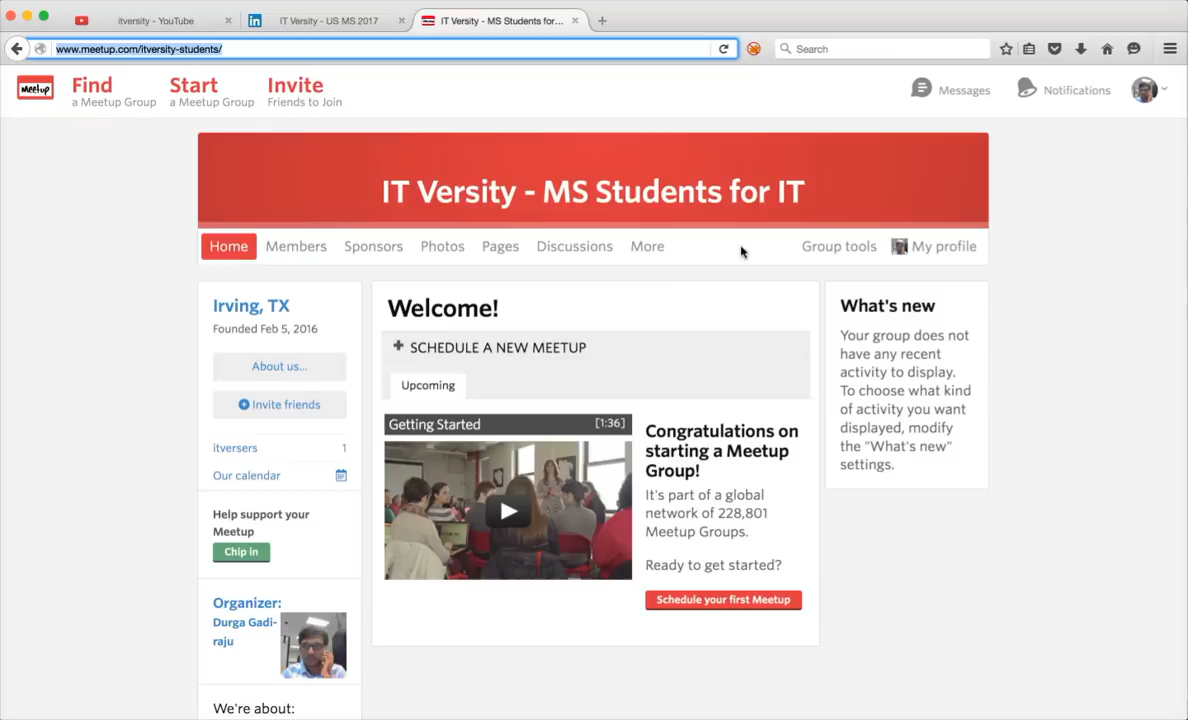 itversity - YouTube
IT Versity - US MS 2017
IT Versity - MS Students for...
www.meetup.com/itversity-students/
Search
Meetup
Find
a Meetup Group
Start
a Meetup Group
Invite
Friends to Join
Messages
Notifications
IT Versity - MS Students for IT
Home
Members
Sponsors
Photos
Pages
Discussions
More
Group tools
My profile
Irving, TX
Founded Feb 5, 2016
About us...
Invite friends
itversers 1
Our calendar
Help support your
Meetup
Chip in
Organizer:
Durga Gadi-
raju
We're about:
Welcome!
+ SCHEDULE A NEW MEETUP
Upcoming
Getting Started [1:36]
Congratulations on
starting a Meetup
Group!
It's part of a global
network of 228,801
Meetup Groups.
Ready to get started?
Schedule your first Meetup
What's new
Your group does not
have any recent
activity to display.
To choose what kind
of activity you want
displayed, modify
the "What's new"
settings.